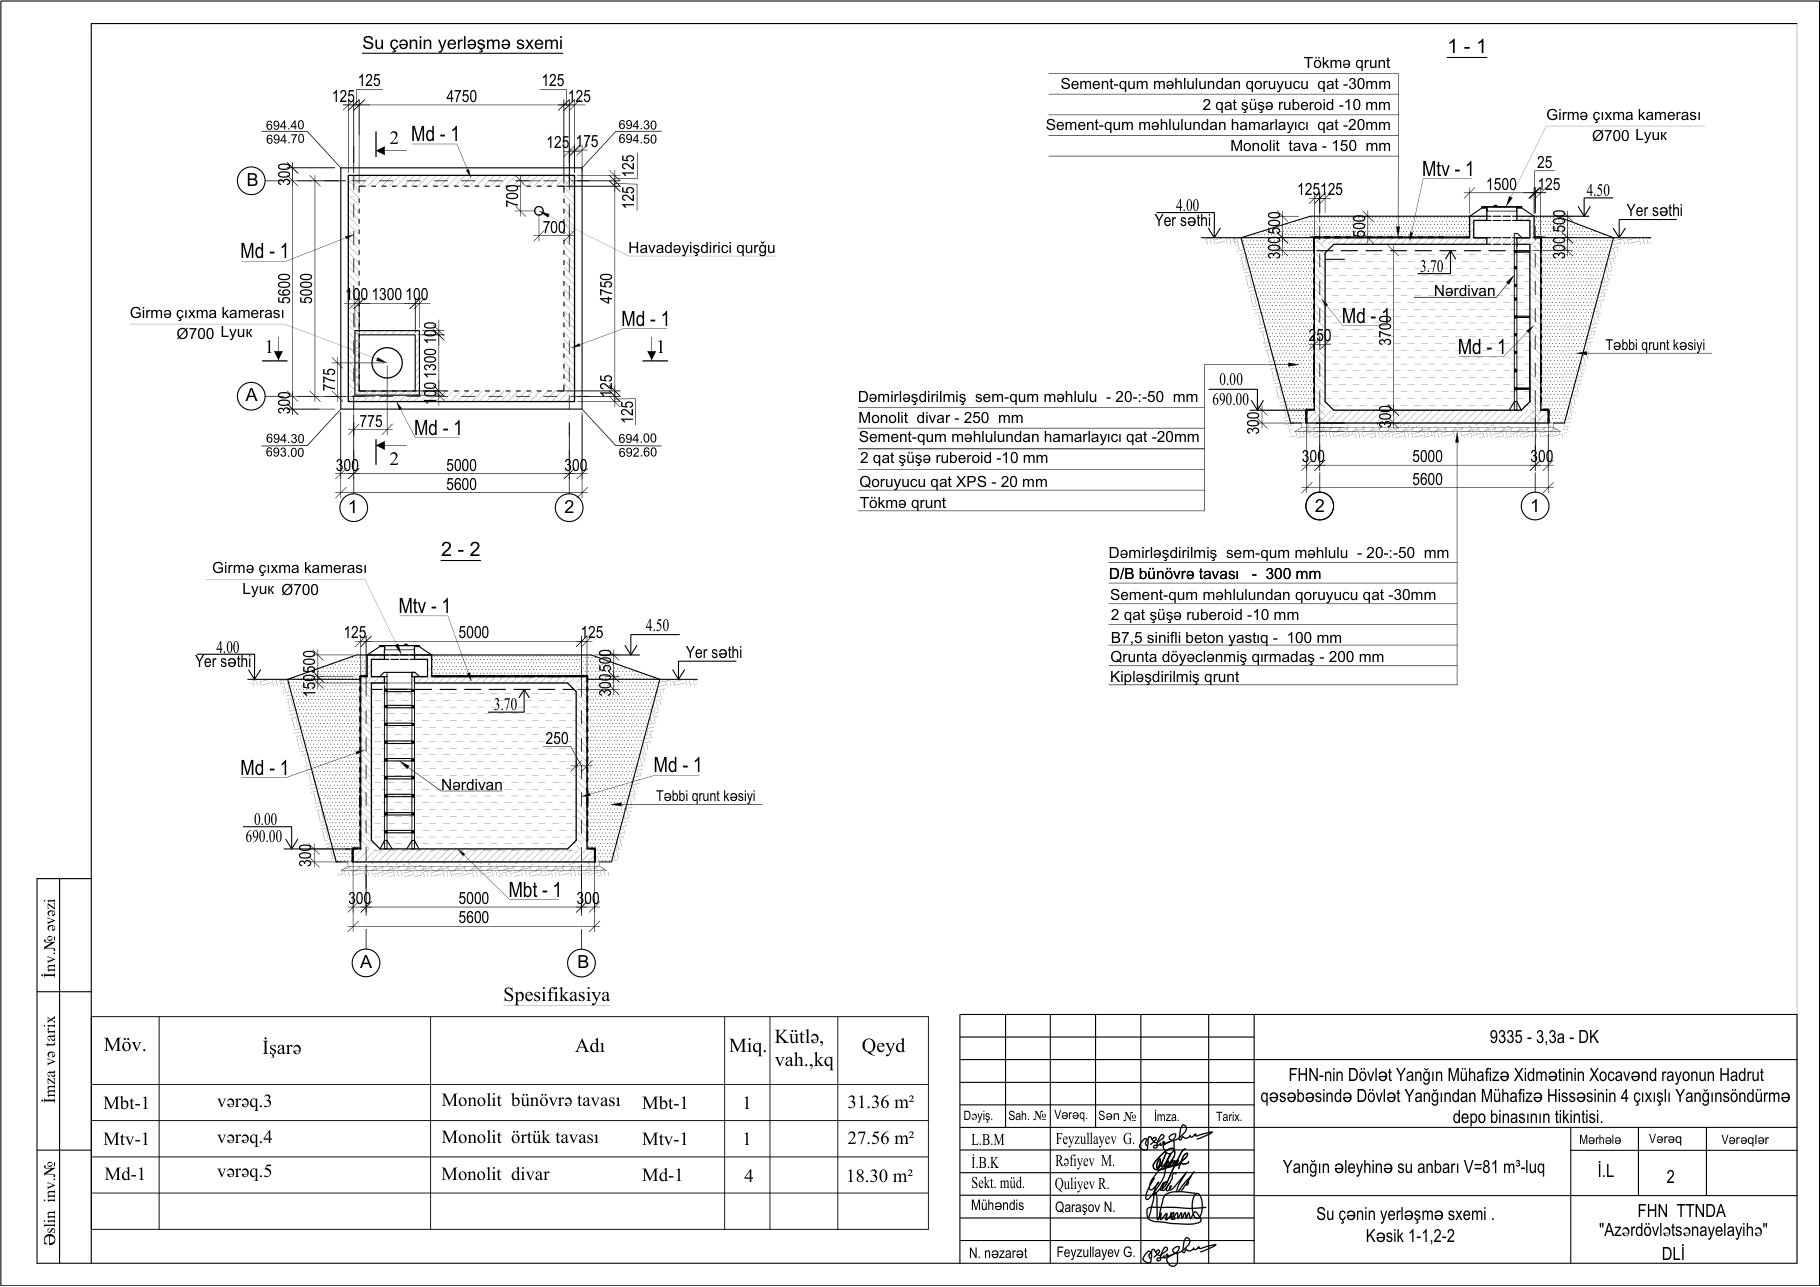 Su çənin yerləşmə sxemi
125
125
125
4750
125
694.40
694.70
694.30
694.50
2
Md - 1
125
175
125
125
300
B
700
700
Md - 1
Havadəyişdirici qurğu
5600
5000
4750
100 1300 100
Girmə çıxma kamerası
Ø700 Lyuк
Md - 1
1
1
100
1300
100
775
A
300
125
125
775
Md - 1
694.30
693.00
694.00
692.60
2
300
5000
300
5600
1
2
1 - 1
Tökmə qrunt
Sement-qum məhlulundan qoruyucu qat -30mm
2 qat şüşə ruberoid -10 mm
Sement-qum məhlulundan hamarlayıcı qat -20mm
Monolit tava - 150 mm
Girmə çıxma kamerası
Ø700 Lyuк
Mtv - 1
25
1500
125
125
125
4.00
Yer səthi
4.50
Yer səthi
300
500
500
300
500
3.70
Nərdivan
Md - 1
250
3700
Md - 1
Təbbi qrunt kəsiyi
0.00
690.00
300
300
Dəmirləşdirilmiş sem-qum məhlulu - 20-:-50 mm
Monolit divar - 250 mm
Sement-qum məhlulundan hamarlayıcı qat -20mm
2 qat şüşə ruberoid -10 mm
Qoruyucu qat XPS - 20 mm
Tökmə qrunt
300
5000
300
5600
2
1
Dəmirləşdirilmiş sem-qum məhlulu - 20-:-50 mm
D/B bünövrə tavası - 300 mm
Sement-qum məhlulundan qoruyucu qat -30mm
2 qat şüşə ruberoid -10 mm
B7,5 sinifli beton yastıq - 100 mm
Qrunta döyəclənmiş qırmadaş - 200 mm
Kipləşdirilmiş qrunt
2 - 2
Girmə çıxma kamerası
Lyuк Ø700
Mtv - 1
125
5000
125
4.50
4.00
Yer səthi
Yer səthi
150
500
300
500
3.70
250
Md - 1
Md - 1
Nərdivan
Təbbi qrunt kəsiyi
0.00
690.00
300
Mbt - 1
300
5000
300
5600
A
B
Spesifikasiya
Möv. İşarə Adı Miq. Kütlə, vah.,kq Qeyd
Mbt-1 vərəq.3 Monolit bünövrə tavası Mbt-1 1 31.36 m²
Mtv-1 vərəq.4 Monolit örtük tavası Mtv-1 1 27.56 m²
Md-1 vərəq.5 Monolit divar Md-1 4 18.30 m²
İnv.№ əvəzi
İmza və tarix
Əslin inv.№
9335 - 3,3a - DK
FHN-nin Dövlət Yanğın Mühafizə Xidmətinin Xocavənd rayonun Hadrut
qəsəbəsində Dövlət Yanğından Mühafizə Hissəsinin 4 çıxışlı Yanğınsöndürmə
depo binasının tikintisi.
Dəyiş. Sah. № Vərəq. Sən № İmza. Tarix.
L.B.M Feyzullayev G.
İ.B.K Rəfiyev M.
Sekt. müd. Quliyev R.
Mühəndis Qaraşov N.
N. nəzarət Feyzullayev G.
Yanğın əleyhinə su anbarı V=81 m³-luq
Mərhələ Vərəq Vərəqlər
İ.L 2
Su çənin yerləşmə sxemi .
Kəsik 1-1,2-2
FHN TTNDA
"Azərdövlətsənayelayihə"
DLİ